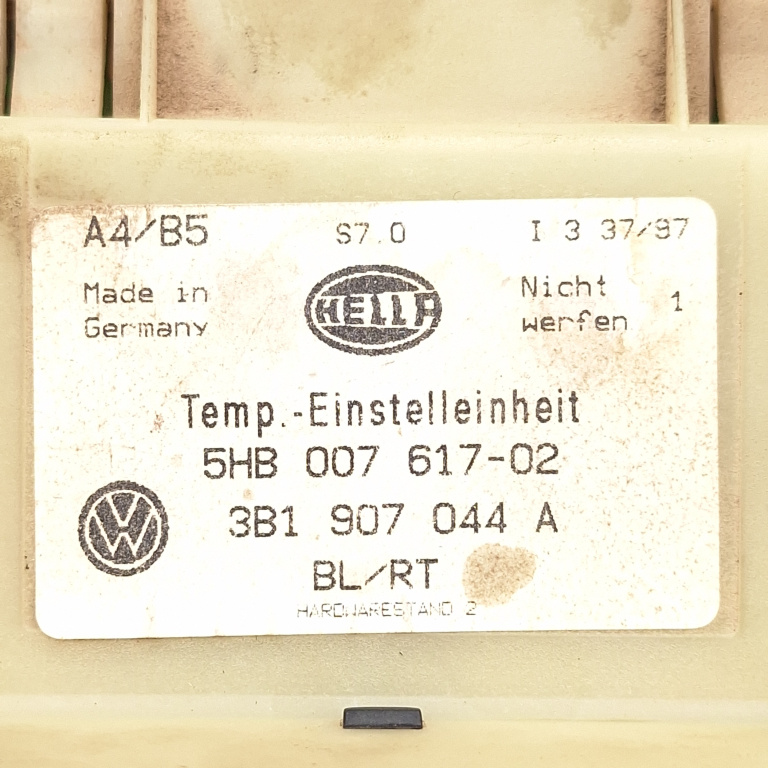 A4/B5 S7.0 I 3 37/97
Made in
Germany
HELLA
Nicht
werfen 1
Temp.-Einstelleinheit
5HB 007 617-02
3B1 907 044 A
VW
BL/RT
HARDWARESTAND 2